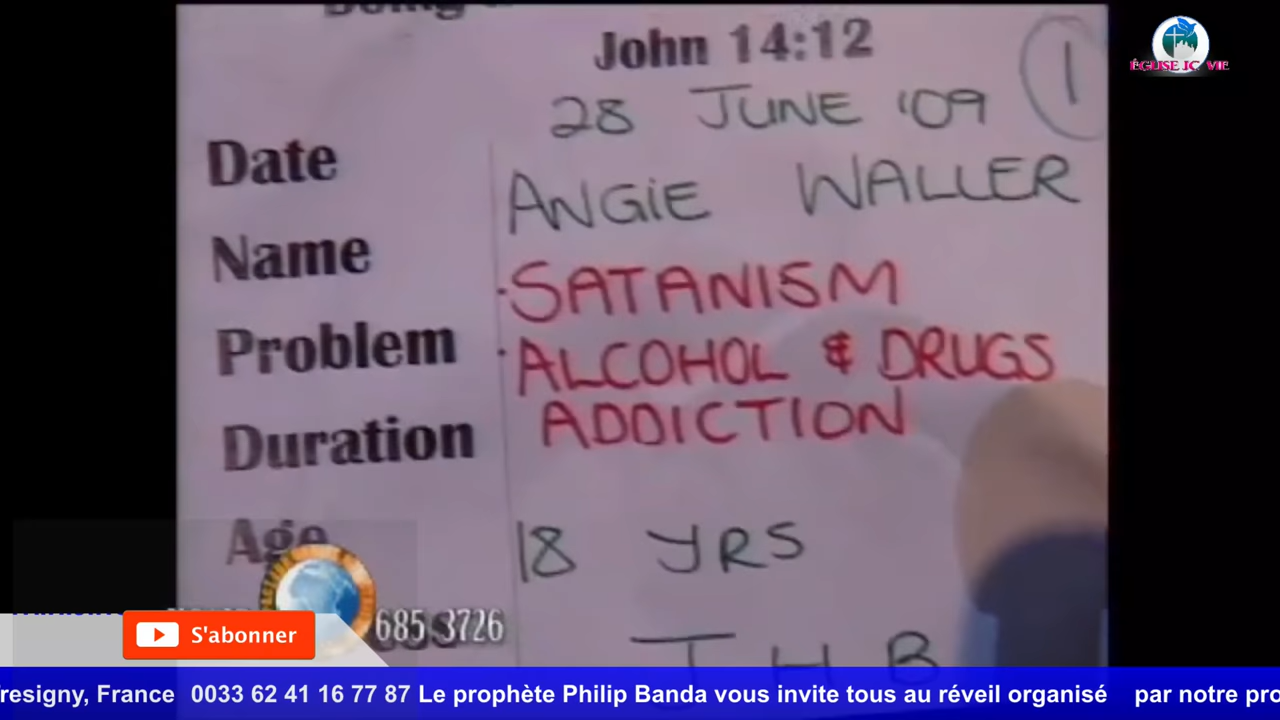 John 14:12
1
28 JUNE '09
Date
ANGIE WALLER
Name
·SATANISM
Problem
·ALCOHOL & DRUGS
ADDICTION
Duration
Age
18 YRS
J H B
685 3726
ÉGLISE JC VIE
S'abonner
resigny, France 0033 62 41 16 77 87 Le prophète Philip Banda vous invite tous au réveil organisé par notre pro